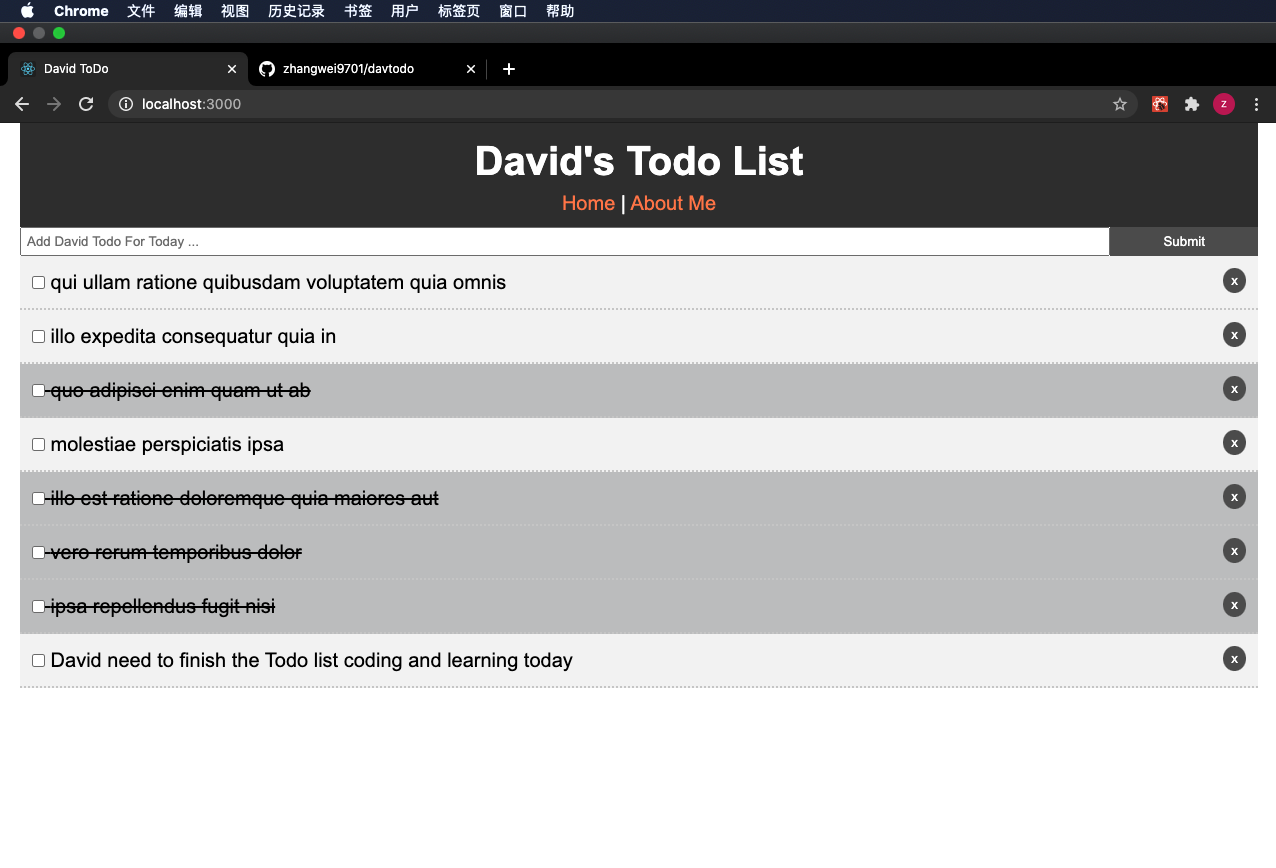 Chrome 文件 编辑 视图 历史记录 书签 用户 标签页 窗口 帮助
David ToDo zhangwei9701/davtodo
localhost:3000 z
David's Todo List
Home | About Me
Add David Todo For Today ... Submit
qui ullam ratione quibusdam voluptatem quia omnis x
illo expedita consequatur quia in x
quo adipisci enim quam ut ab x
molestiae perspiciatis ipsa x
illo est ratione doloremque quia maiores aut x
vero rerum temporibus dolor x
ipsa repellendus fugit nisi x
David need to finish the Todo list coding and learning today x